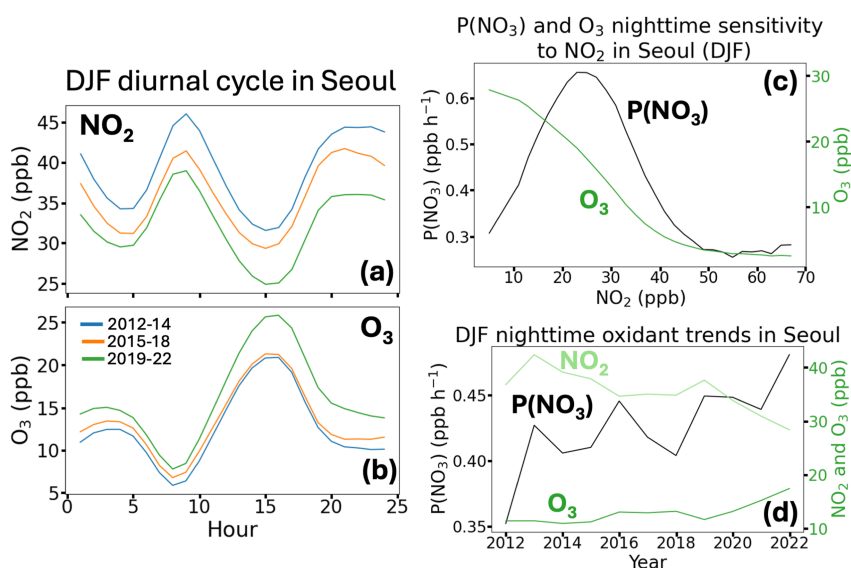 DJF diurnal cycle in Seoul
NO₂
NO₂ (ppb)
45
40
35
30
25
(a)
O₃
2012-14
2015-18
2019-22
O₃ (ppb)
25
20
15
10
5
(b)
0 5 10 15 20 25
Hour
P(NO₃) and O₃ nighttime sensitivity
to NO₂ in Seoul (DJF)
(c)
P(NO₃)
O₃
P(NO₃) (ppb h⁻¹)
0.6
0.5
0.4
0.3
30
20
10
O₃ (ppb)
10 20 30 40 50 60 70
NO₂ (ppb)
DJF nighttime oxidant trends in Seoul
NO₂
P(NO₃)
O₃
(d)
P(NO₃) (ppb h⁻¹)
0.45
0.40
0.35
40
30
20
10
NO₂ and O₃ (ppb)
2012 2014 2016 2018 2020 2022
Year